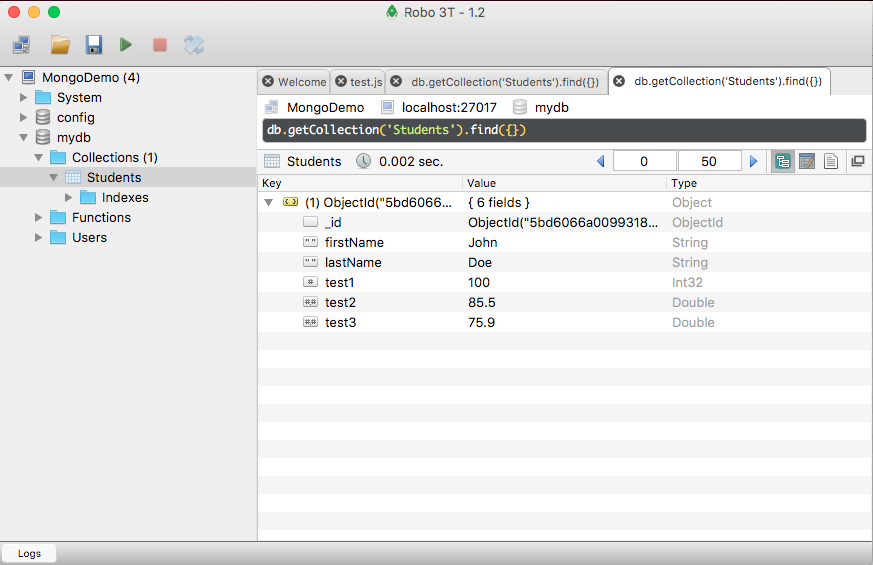 Robo 3T - 1.2
MongoDemo (4)
System
config
mydb
Collections (1)
Students
Indexes
Functions
Users
Welcome
test.js
db.getCollection('Students').find({})
db.getCollection('Students').find({})
MongoDemo localhost:27017 mydb
db.getCollection('Students').find({})
Students 0.002 sec. 0 50
Key Value Type
(1) ObjectId("5bd6066... { 6 fields } Object
_id ObjectId("5bd6066a0099318... ObjectId
" " firstName John String
" " lastName Doe String
# test1 100 Int32
#.# test2 85.5 Double
#.# test3 75.9 Double
Logs